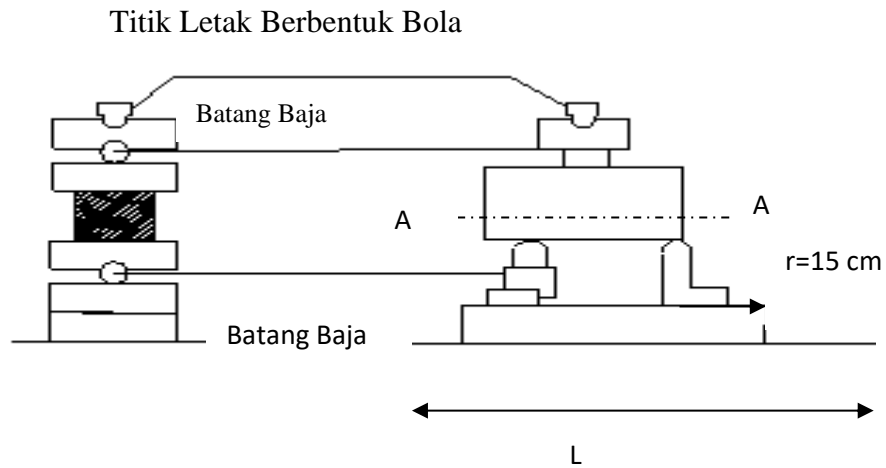 Titik Letak Berbentuk Bola
Batang Baja
A
A
r=15 cm
Batang Baja
L